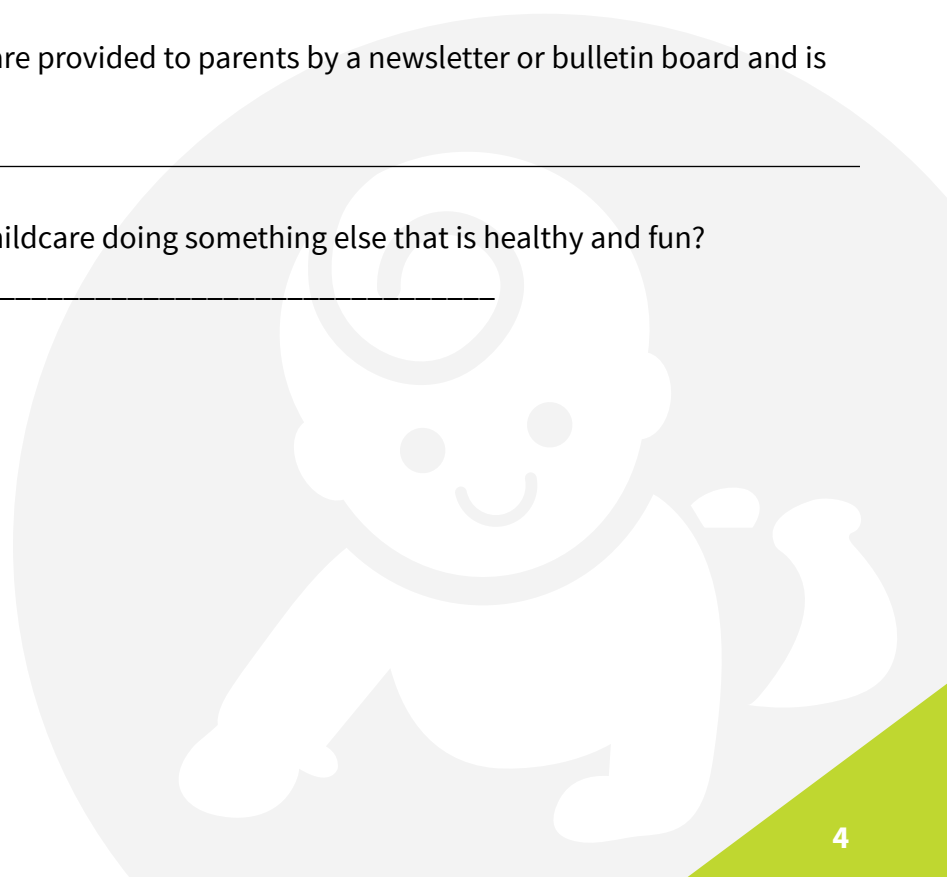 are provided to parents by a newsletter or bulletin board and is
ildcare doing something else that is healthy and fun?
4